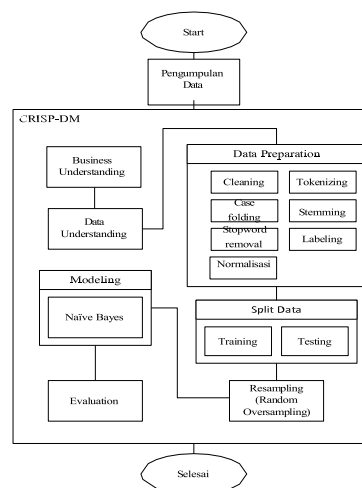 Start
Pengumpulan
Data
CRISP-DM
Business
Understanding
Data
Understanding
Data Preparation
Cleaning
Tokenizing
Case
folding
Stemming
Stopword
removal
Labeling
Normalisasi
Split Data
Training
Testing
Resampling
(Random
Oversampling)
Modeling
Naïve Bayes
Evaluation
Selesai